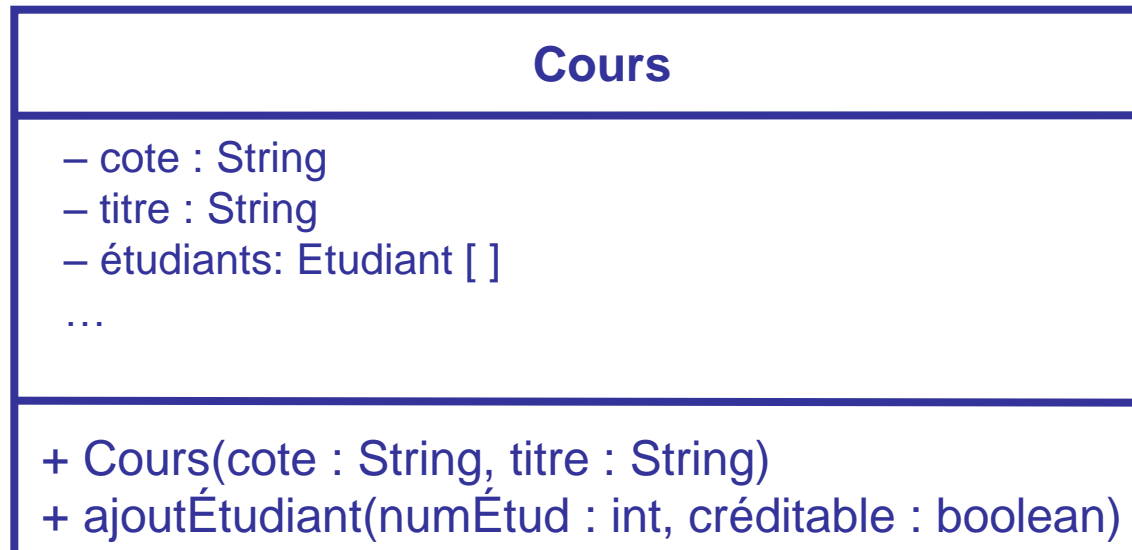 Cours
– cote : String
– titre : String
– étudiants: Etudiant [ ]
…
+ Cours(cote : String, titre : String)
+ ajoutÉtudiant(numÉtud : int, créditable : boolean)